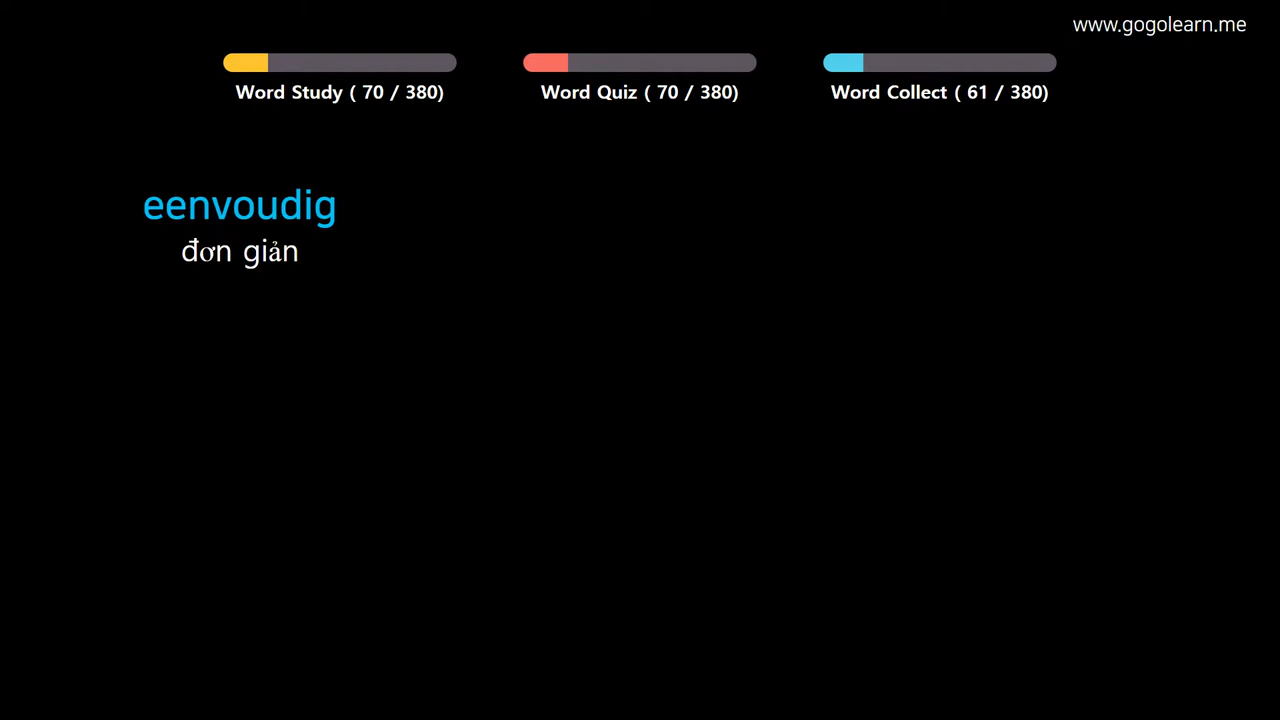 www.gogolearn.me
Word Study ( 70 / 380)
Word Quiz ( 70 / 380)
Word Collect ( 61 / 380)
eenvoudig
đơn giản